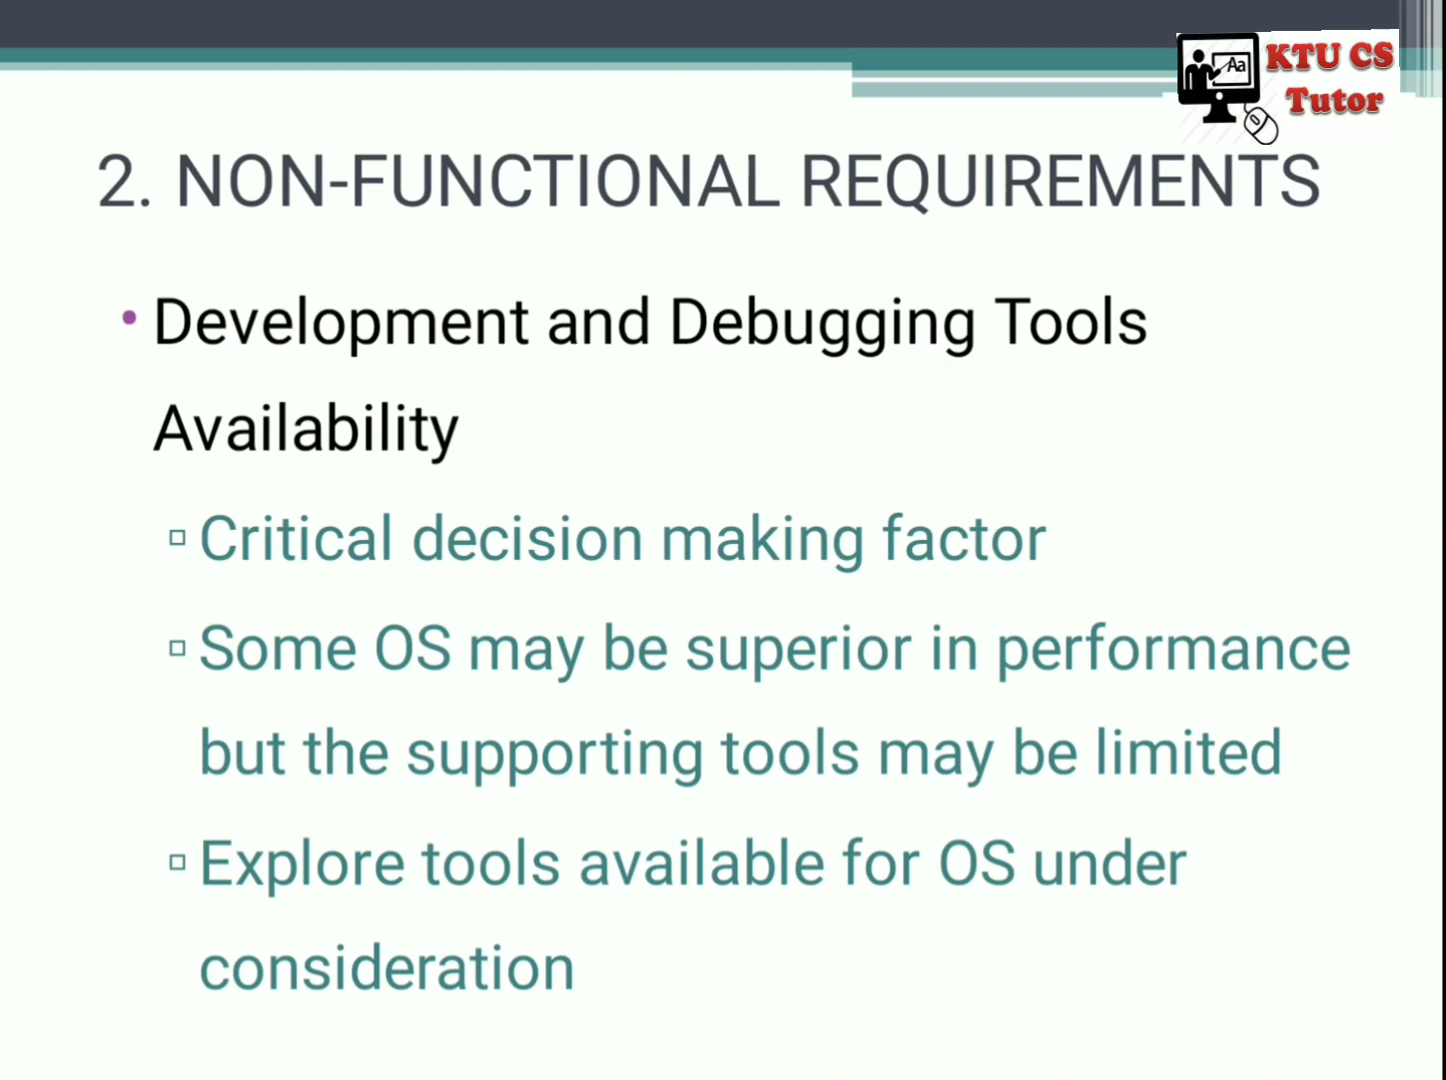 Aa
KTU CS
Tutor
2. NON-FUNCTIONAL REQUIREMENTS
• Development and Debugging Tools
Availability
▫ Critical decision making factor
▫ Some OS may be superior in performance
but the supporting tools may be limited
▫ Explore tools available for OS under
consideration